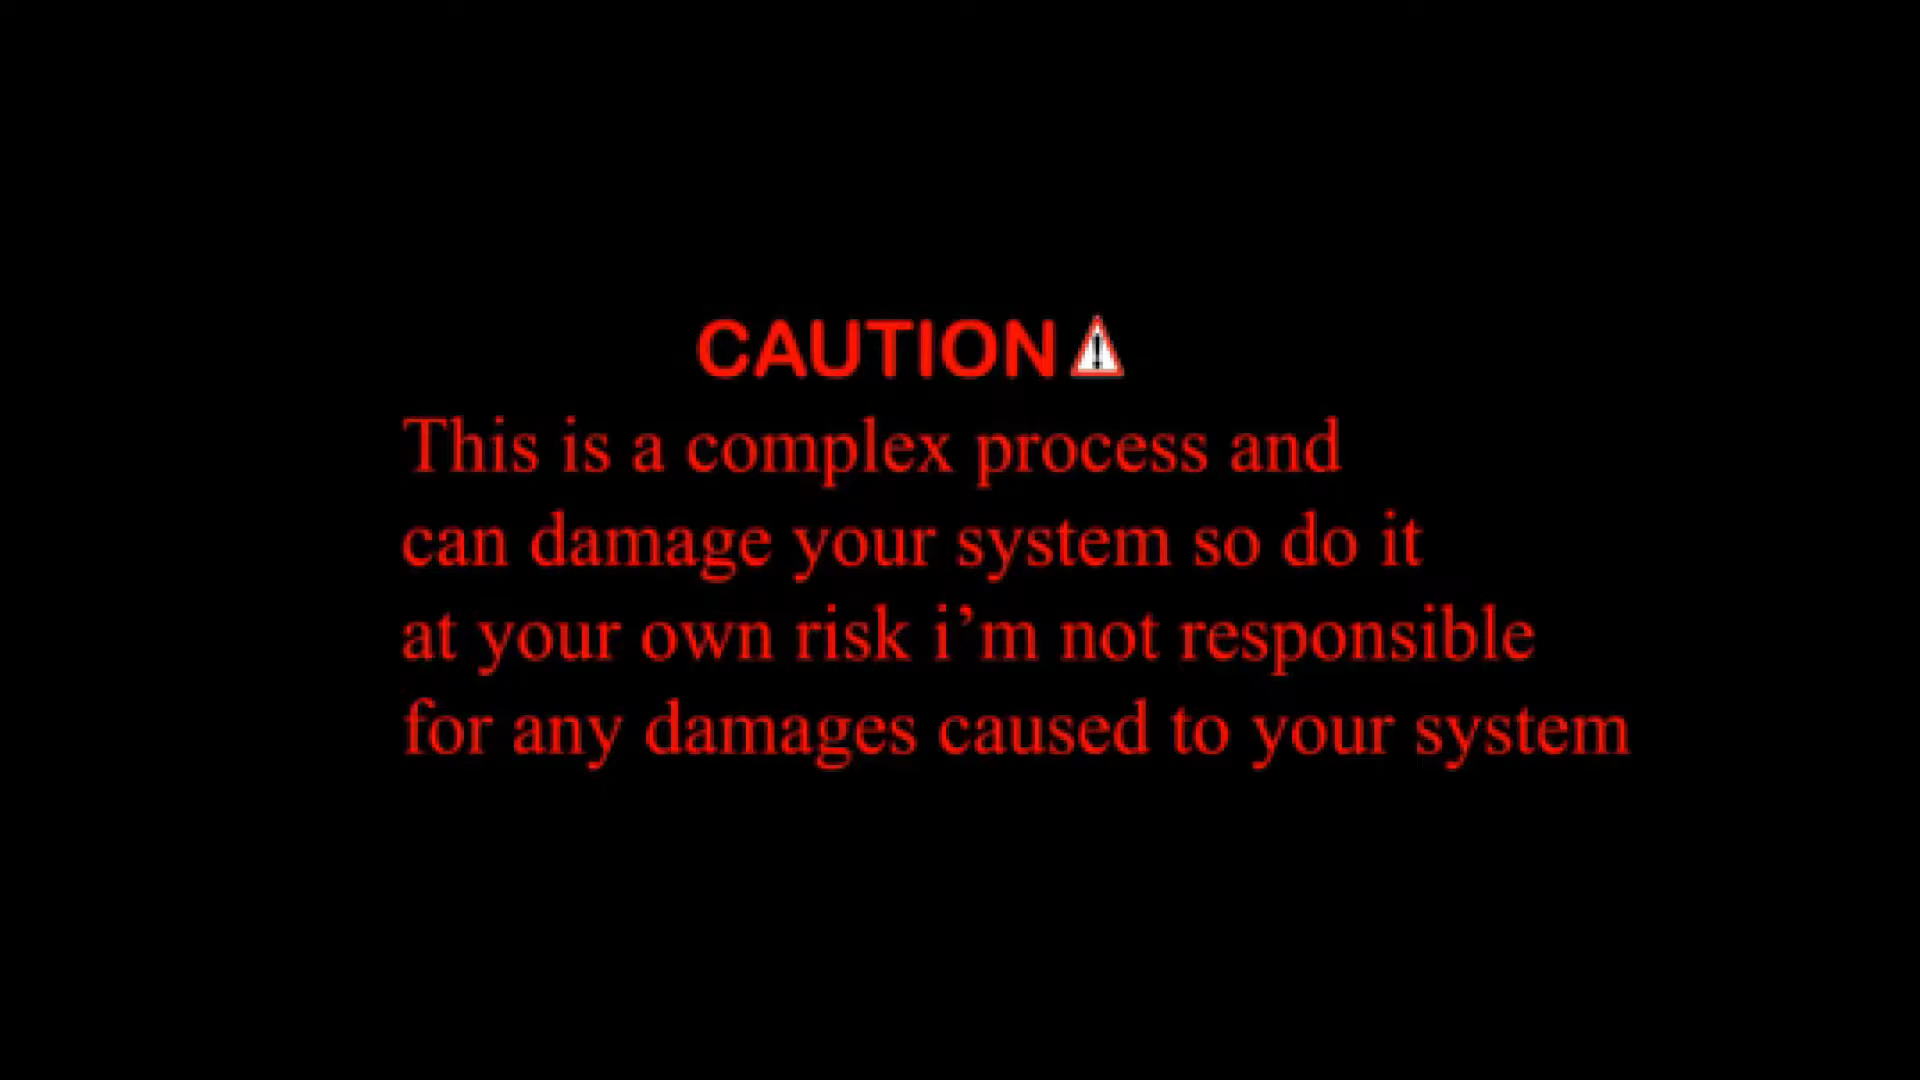 CAUTION⚠
This is a complex process and
can damage your system so do it
at your own risk i’m not responsible
for any damages caused to your system